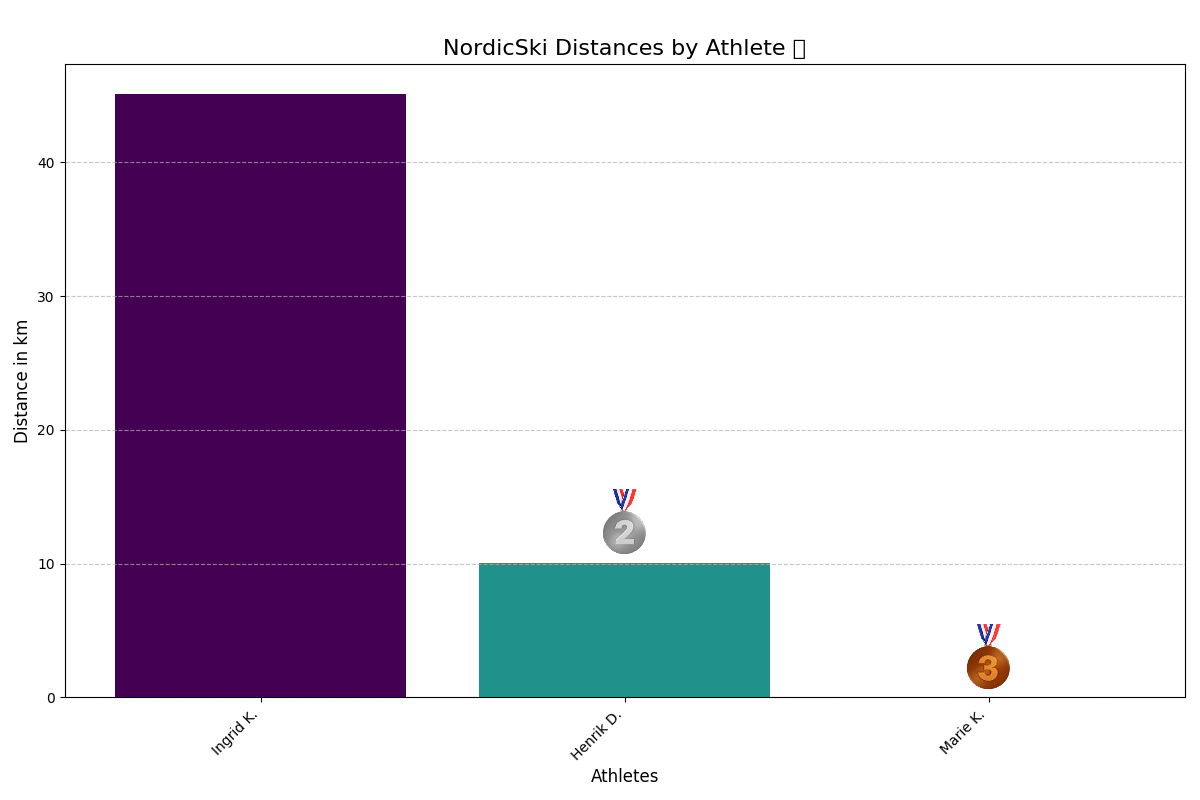 NordicSki Distances by Athlete
Distance in km
40
30
20
10
0
2
3
Ingrid K.
Henrik D.
Marie K.
Athletes